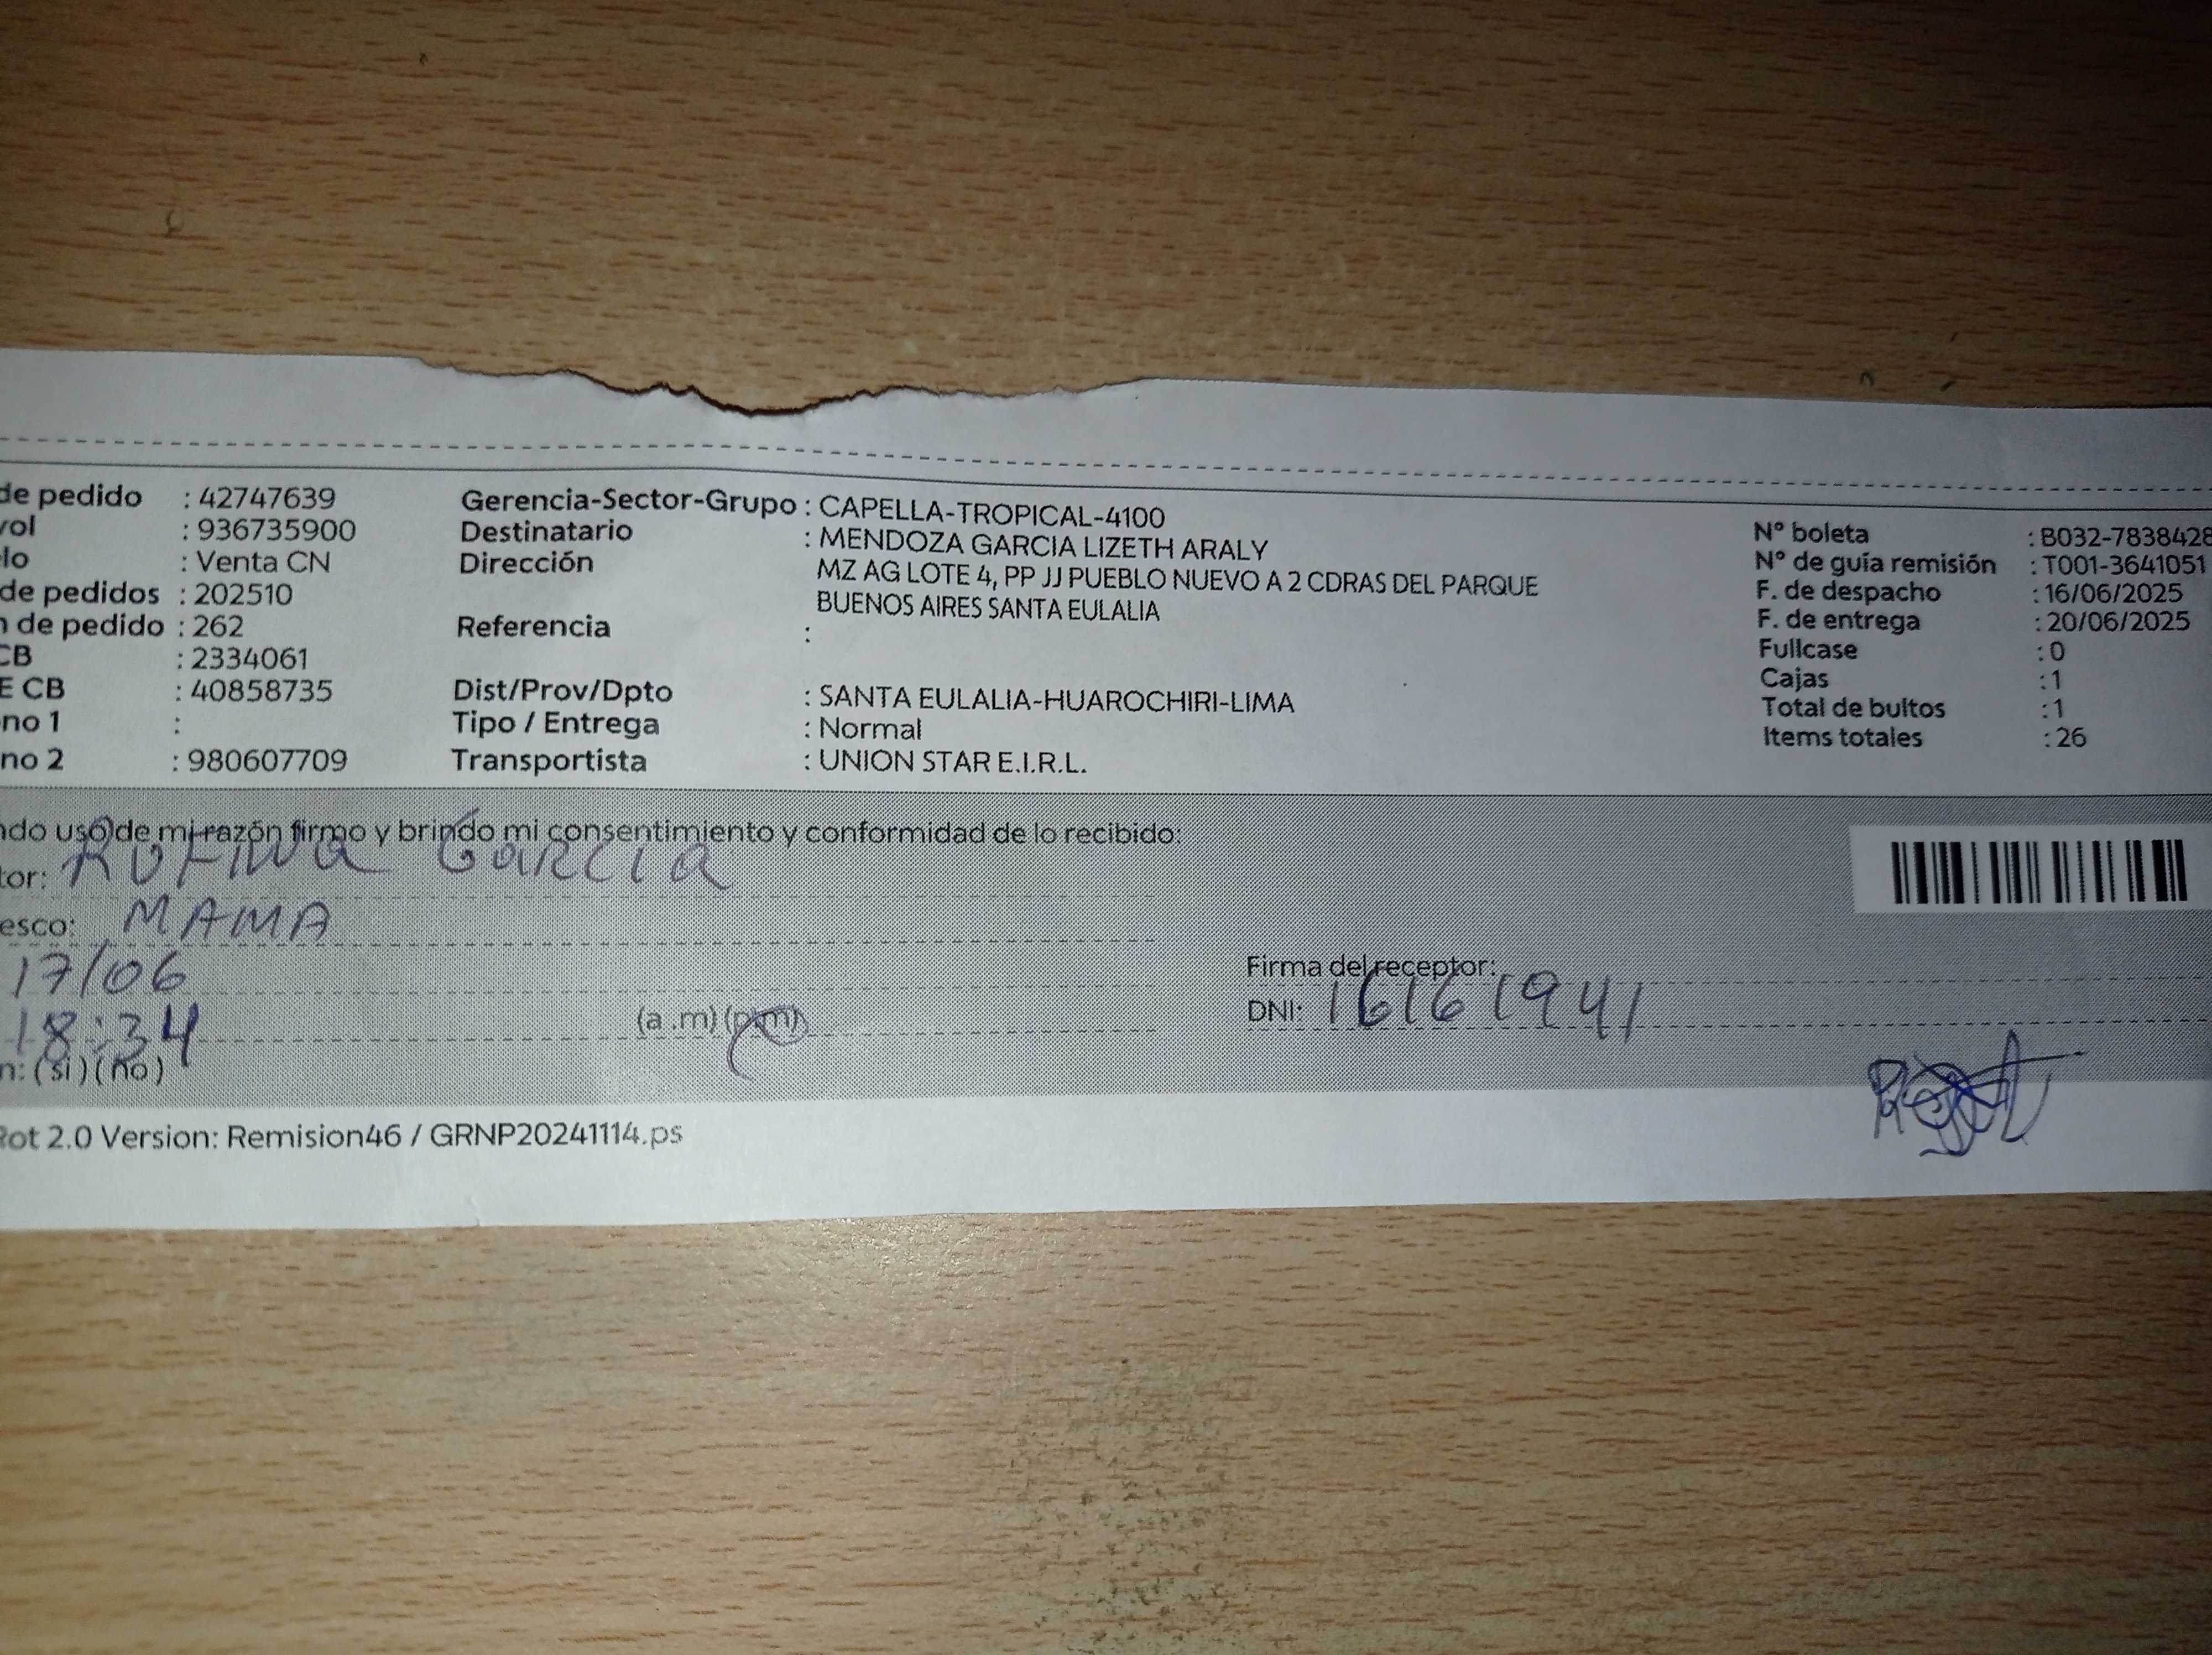 de pedido : 42747639 Gerencia-Sector-Grupo : CAPELLA-TROPICAL-4100
vol : 936735900 Destinatario : MENDOZA GARCIA LIZETH ARALY Nº boleta : B032-7838428
lo : Venta CN Dirección MZ AG LOTE 4, PP JJ PUEBLO NUEVO A 2 CDRAS DEL PARQUE Nº de guía remisión : T001-3641051
de pedidos : 202510 BUENOS AIRES SANTA EULALIA F. de despacho : 16/06/2025
n de pedido : 262 Referencia : F. de entrega : 20/06/2025
CB : 2334061 Fullcase : 0
E CB : 40858735 Dist/Prov/Dpto : SANTA EULALIA-HUAROCHIRI-LIMA Cajas : 1
no 1 : Tipo / Entrega : Normal Total de bultos : 1
no 2 : 980607709 Transportista : UNION STAR E.I.R.L. Items totales : 26
ndo uso de mi razón firmo y brindo mi consentimiento y conformidad de lo recibido:
tor: Rufina Garcia
esco: MAMA
17/06 Firma del receptor:
18:34 (a .m) (p.m) DNI: 16161941
n: (si) (no)
Rot 2.0 Version: Remision46 / GRNP20241114.ps